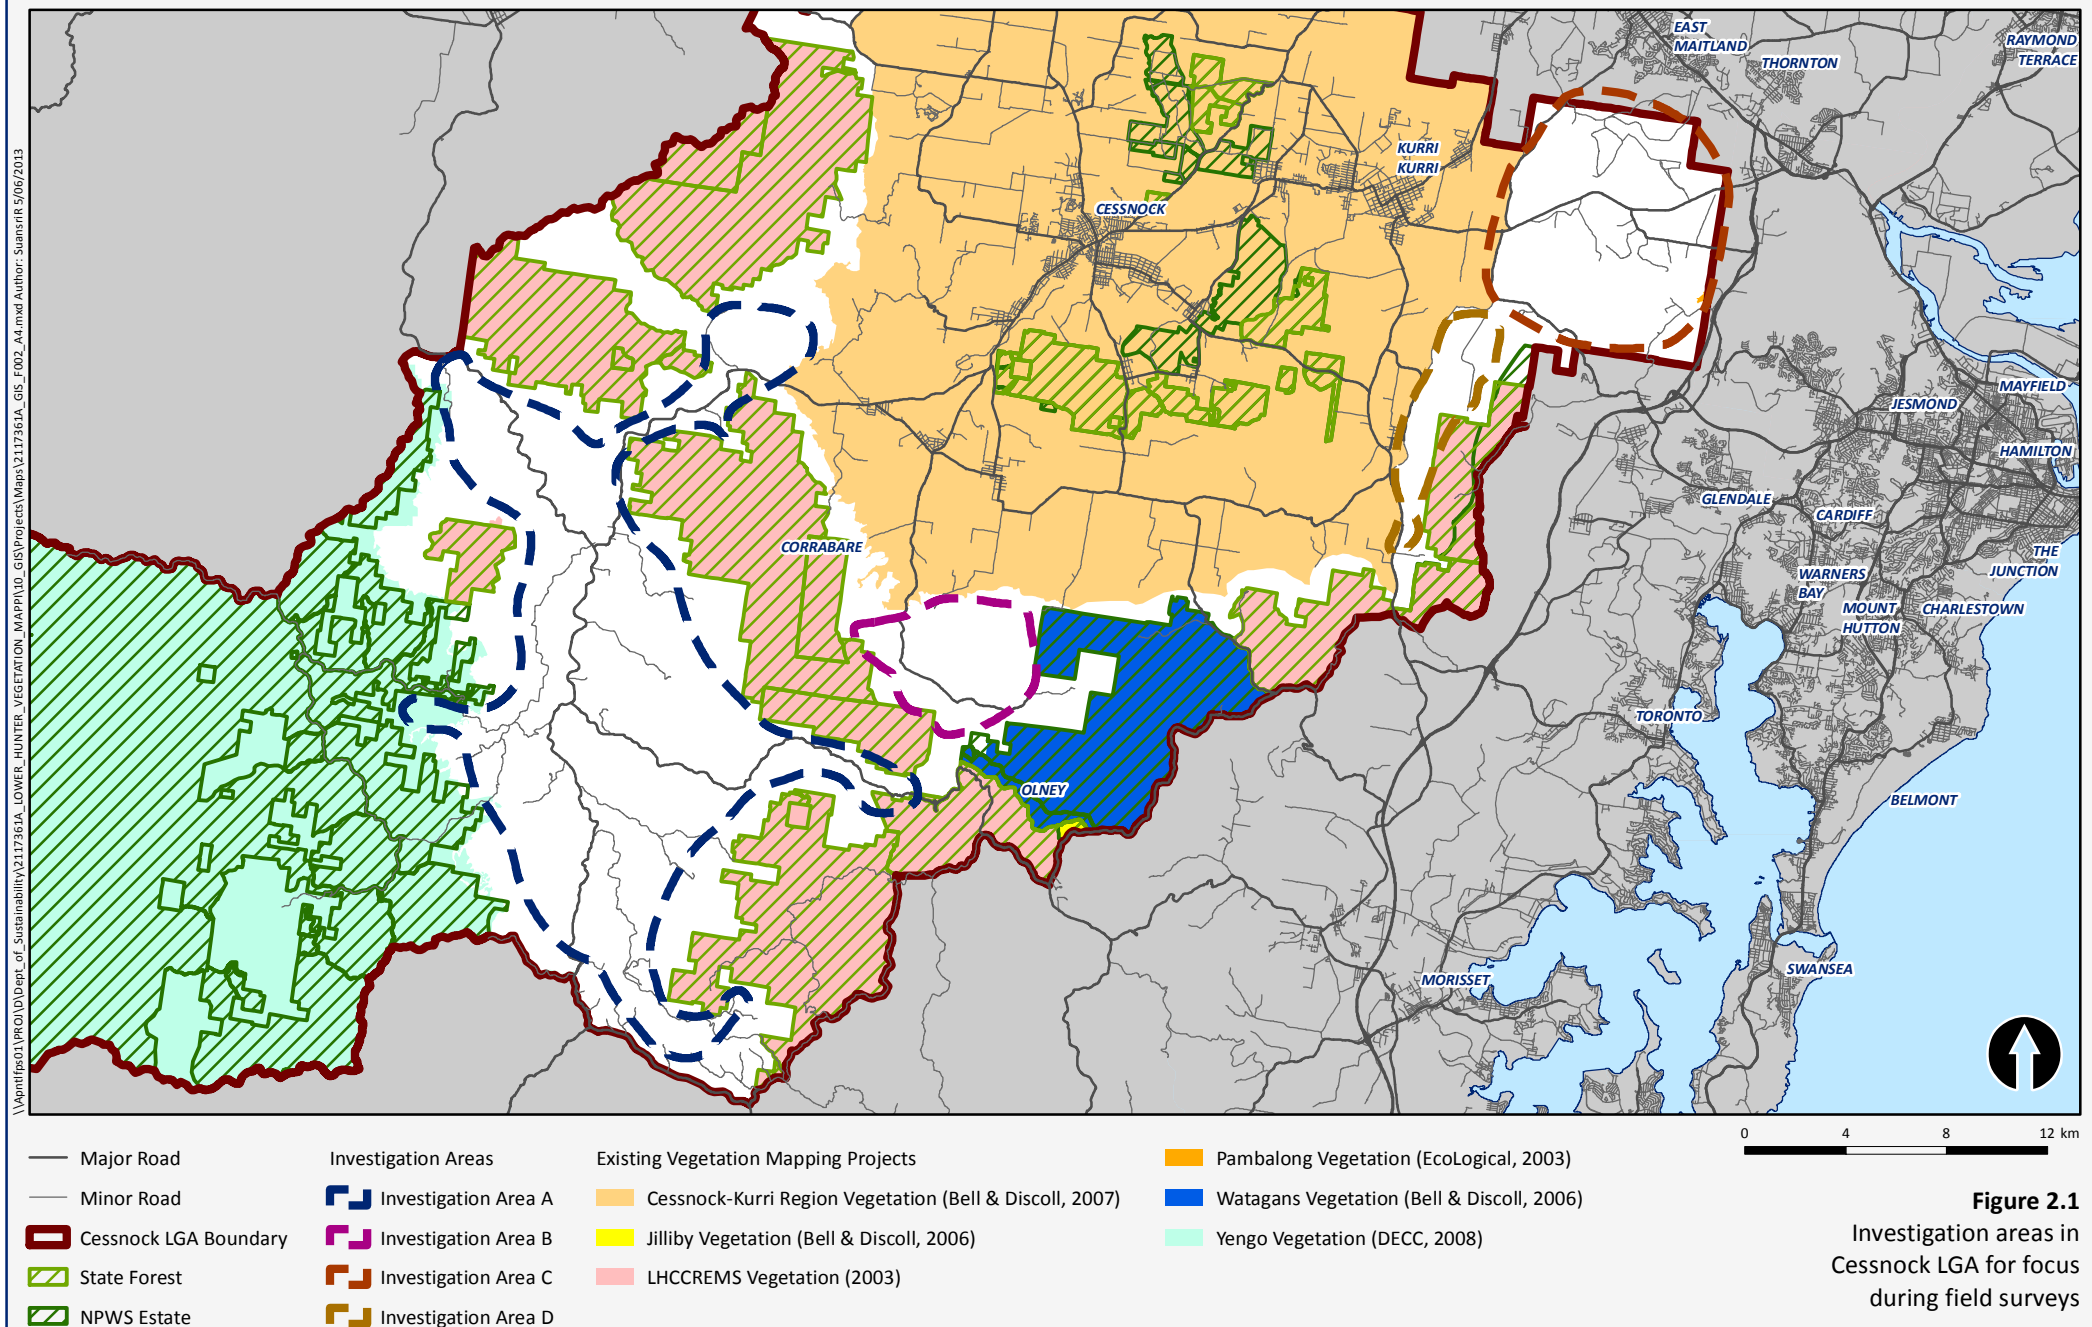 \\Apntlfps01\PROJ\D\Dept_of_Sustainability\2117361A_LOWER_HUNTER_VEGETATION_MAPPI\10_GIS\Projects\Maps\2117361A_GIS_F002_A4.mxd Author: SuansriR 5/06/2013
EAST
MAITLAND
RAYMOND
TERRACE
THORNTON
KURRI
KURRI
CESSNOCK
MAYFIELD
JESMOND
HAMILTON
GLENDALE
CARDIFF
CORRABARE
THE
JUNCTION
WARNERS
BAY
MOUNT
HUTTON
CHARLESTOWN
TORONTO
OLNEY
BELMONT
SWANSEA
MORISSET
0 4 8 12 km
Major Road
Minor Road
Cessnock LGA Boundary
State Forest
NPWS Estate
Investigation Areas
Investigation Area A
Investigation Area B
Investigation Area C
Investigation Area D
Existing Vegetation Mapping Projects
Cessnock-Kurri Region Vegetation (Bell & Discoll, 2007)
Jilliby Vegetation (Bell & Discoll, 2006)
LHCCREMS Vegetation (2003)
Pambalong Vegetation (EcoLogical, 2003)
Watagans Vegetation (Bell & Discoll, 2006)
Yengo Vegetation (DECC, 2008)
Figure 2.1
Investigation areas in
Cessnock LGA for focus
during field surveys